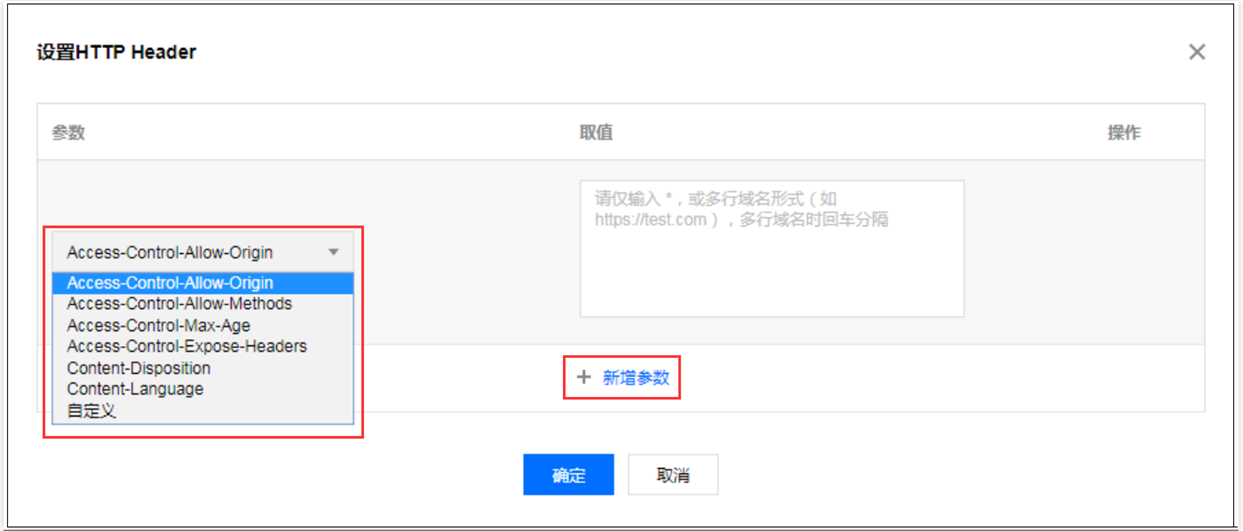 设置HTTP Header
参数
取值
操作
请仅输入 * ，或多行域名形式（如
https://test.com ），多行域名时回车分隔
Access-Control-Allow-Origin
Access-Control-Allow-Origin
Access-Control-Allow-Methods
Access-Control-Max-Age
Access-Control-Expose-Headers
Content-Disposition
Content-Language
自定义
新增参数
确定
取消